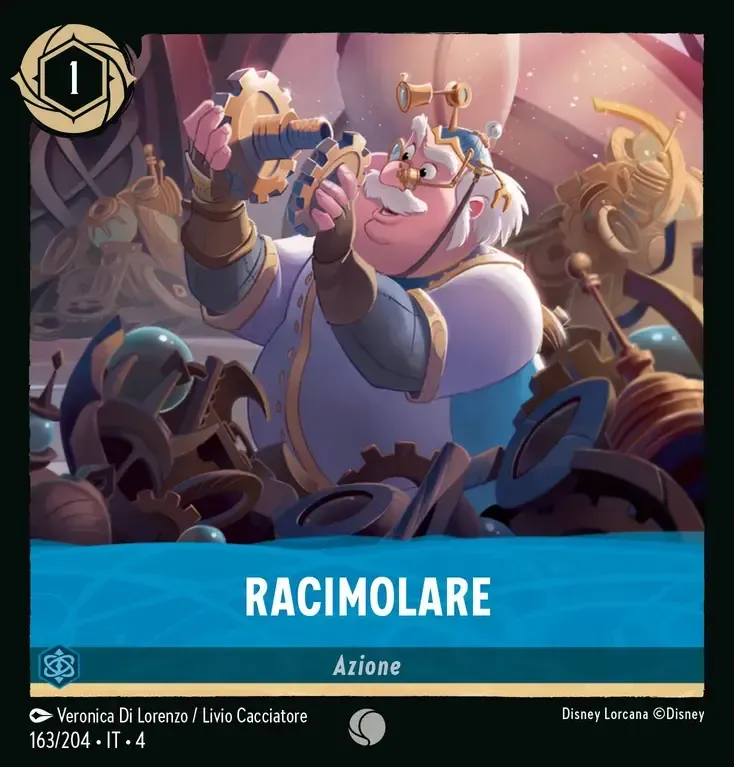 1
RACIMOLARE
Azione
Veronica Di Lorenzo / Livio Cacciatore
Disney Lorcana ©Disney
163/204 • IT • 4